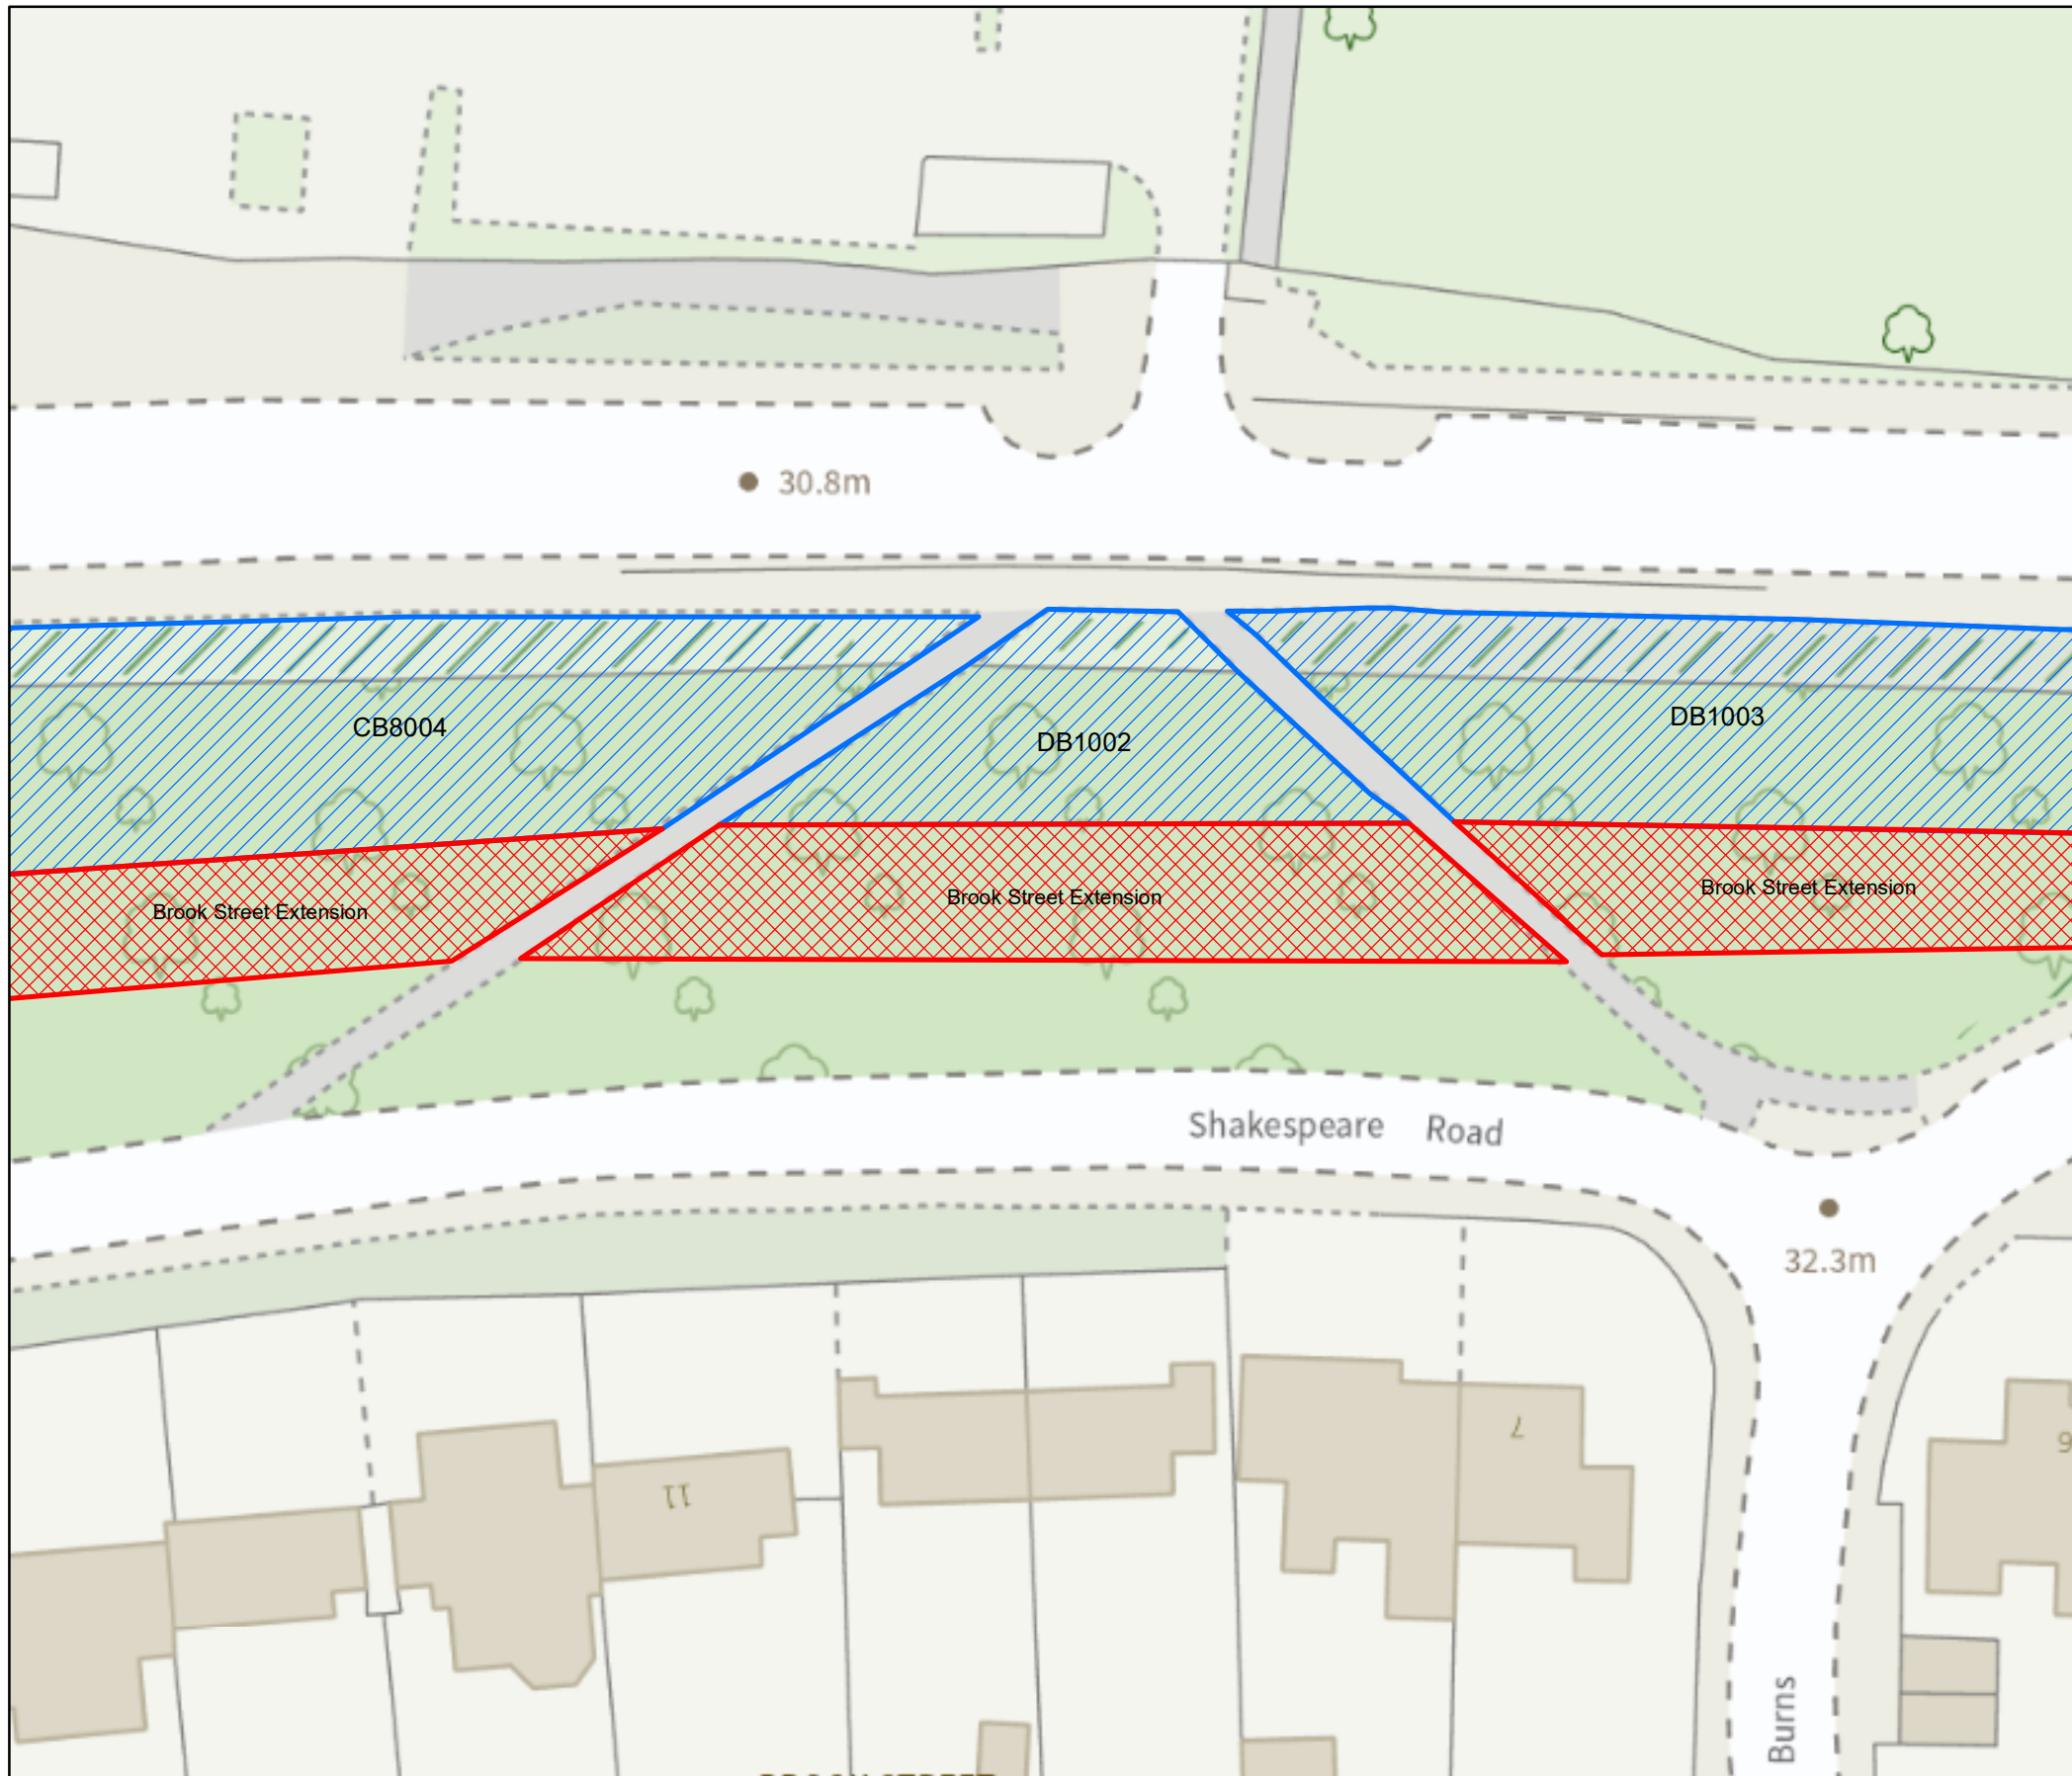 30.8m
CB8004
DB1002
DB1003
Brook Street Extension
Brook Street Extension
Brook Street Extension
Shakespeare Road
32.3m
7
11
Burns